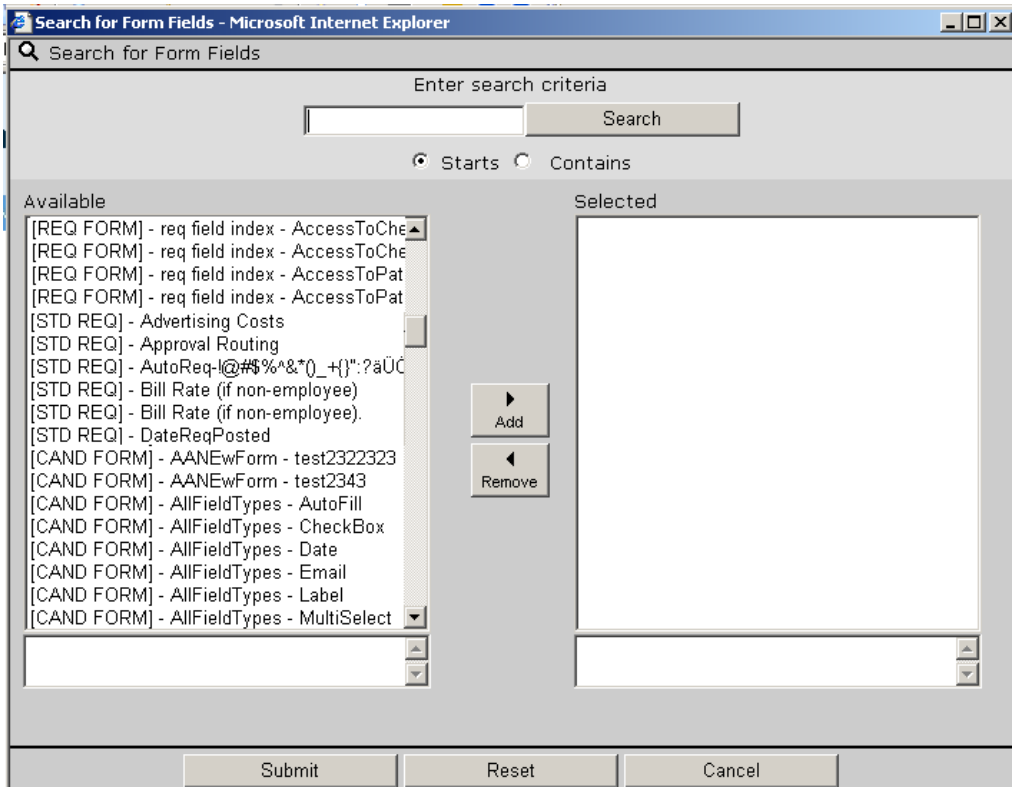 Search for Form Fields - Microsoft Internet Explorer
Search for Form Fields
Enter search criteria
Search
Starts Contains
Available
Selected
[REQ FORM] - req field index - AccessToChe
[REQ FORM] - req field index - AccessToChe
[REQ FORM] - req field index - AccessToPat
[REQ FORM] - req field index - AccessToPat
[STD REQ] - Advertising Costs
[STD REQ] - Approval Routing
[STD REQ] - AutoReq-!@#$%^&*()_+{}":?äÜÓ
[STD REQ] - Bill Rate (if non-employee)
[STD REQ] - Bill Rate (if non-employee).
[STD REQ] - DateReqPosted
[CAND FORM] - AANEwForm - test2322323
[CAND FORM] - AANEwForm - test2343
[CAND FORM] - AllFieldTypes - AutoFill
[CAND FORM] - AllFieldTypes - CheckBox
[CAND FORM] - AllFieldTypes - Date
[CAND FORM] - AllFieldTypes - Email
[CAND FORM] - AllFieldTypes - Label
[CAND FORM] - AllFieldTypes - MultiSelect
Add
Remove
Submit
Reset
Cancel